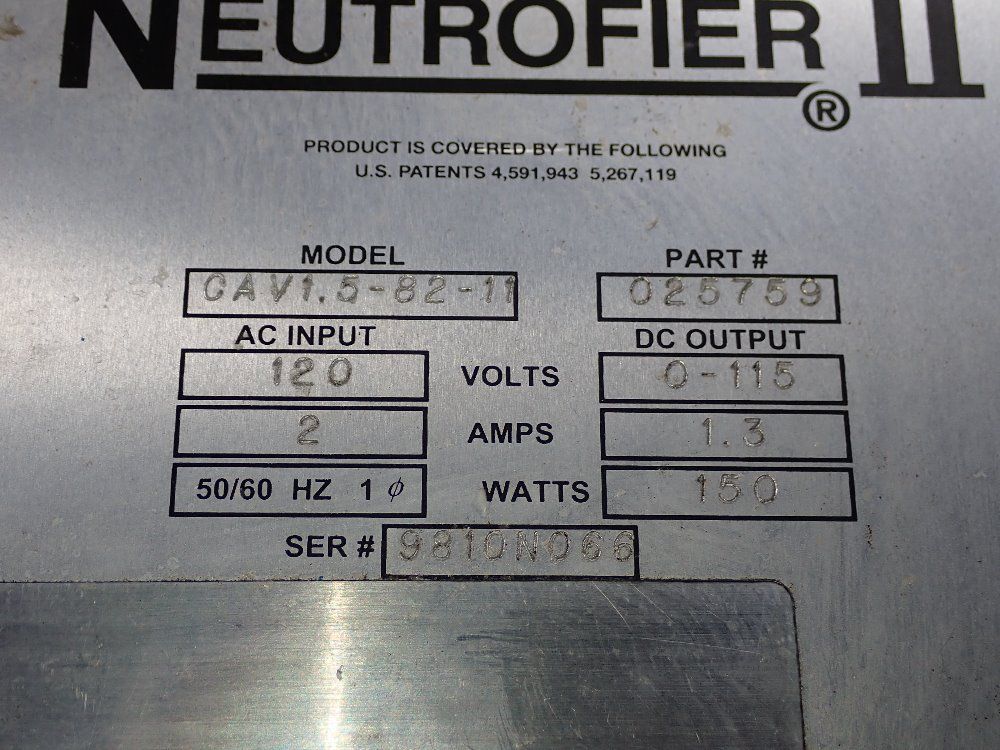 NEUTROFIER II
®
PRODUCT IS COVERED BY THE FOLLOWING
U.S. PATENTS 4,591,943 5,267,119
MODEL PART #
CAV1.5-82-11 025759
AC INPUT DC OUTPUT
120 VOLTS 0-115
2 AMPS 1.3
50/60 HZ 1 ϕ WATTS 150
SER # 9810N066